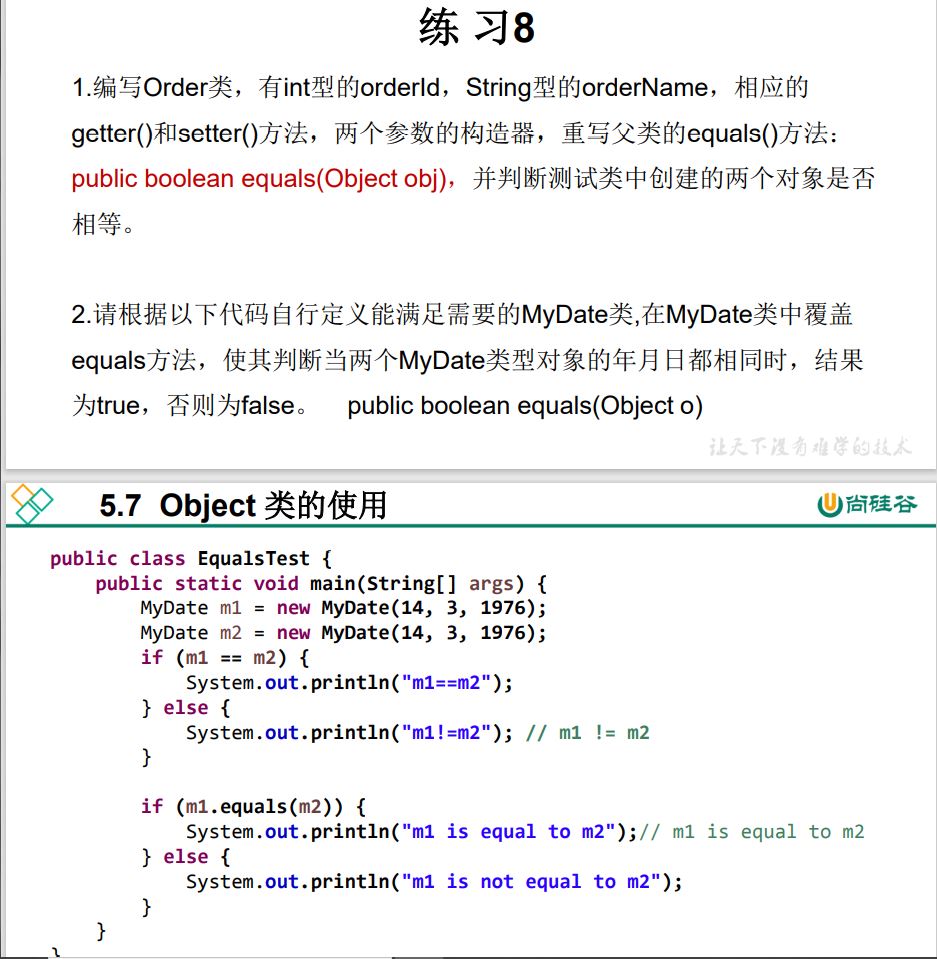 练 习8
1.编写Order类，有int型的orderId，String型的orderName，相应的
getter()和setter()方法，两个参数的构造器，重写父类的equals()方法：
public boolean equals(Object obj)，并判断测试类中创建的两个对象是否
相等。
2.请根据以下代码自行定义能满足需要的MyDate类,在MyDate类中覆盖
equals方法，使其判断当两个MyDate类型对象的年月日都相同时，结果
为true，否则为false。 public boolean equals(Object o)
让天下没有难学的技术
5.7 Object 类的使用
尚硅谷
public class EqualsTest {
public static void main(String[] args) {
MyDate m1 = new MyDate(14, 3, 1976);
MyDate m2 = new MyDate(14, 3, 1976);
if (m1 == m2) {
System.out.println("m1==m2");
} else {
System.out.println("m1!=m2"); // m1 != m2
}
if (m1.equals(m2)) {
System.out.println("m1 is equal to m2");// m1 is equal to m2
} else {
System.out.println("m1 is not equal to m2");
}
}
}